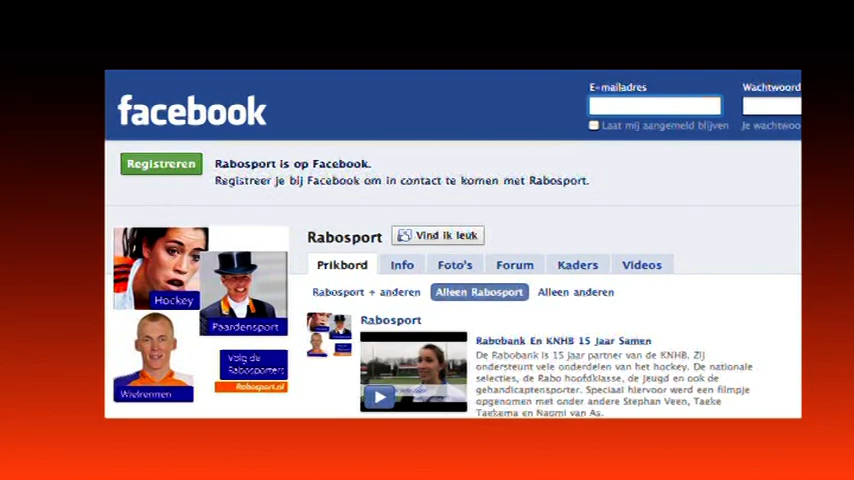 facebook
E-mailadres
Wachtwoord
Laat mij aangemeld blijven
Je wachtwoo
Registreren
Rabosport is op Facebook.
Registreer je bij Facebook om in contact te komen met Rabosport.
Rabosport
Vind ik leuk
Prikbord
Info
Foto's
Forum
Kaders
Videos
Rabosport + anderen
Alleen Rabosport
Alleen anderen
Hockey
Paardensport
Wielrennen
Volg de
Rabosporters
Rabosport.nl
Rabosport
Rabobank En KNHB 15 Jaar Samen
De Rabobank is 15 jaar partner van de KNHB. Zij
ondersteunt vele onderdelen van het hockey. De nationale
selecties, de Rabo hoofdklasse, de jeugd en ook de
gehandicaptensporter. Speciaal hiervoor werd een filmpje
opgenomen met onder andere Stephan Veen, Taeke
Taekema en Naomi van As.